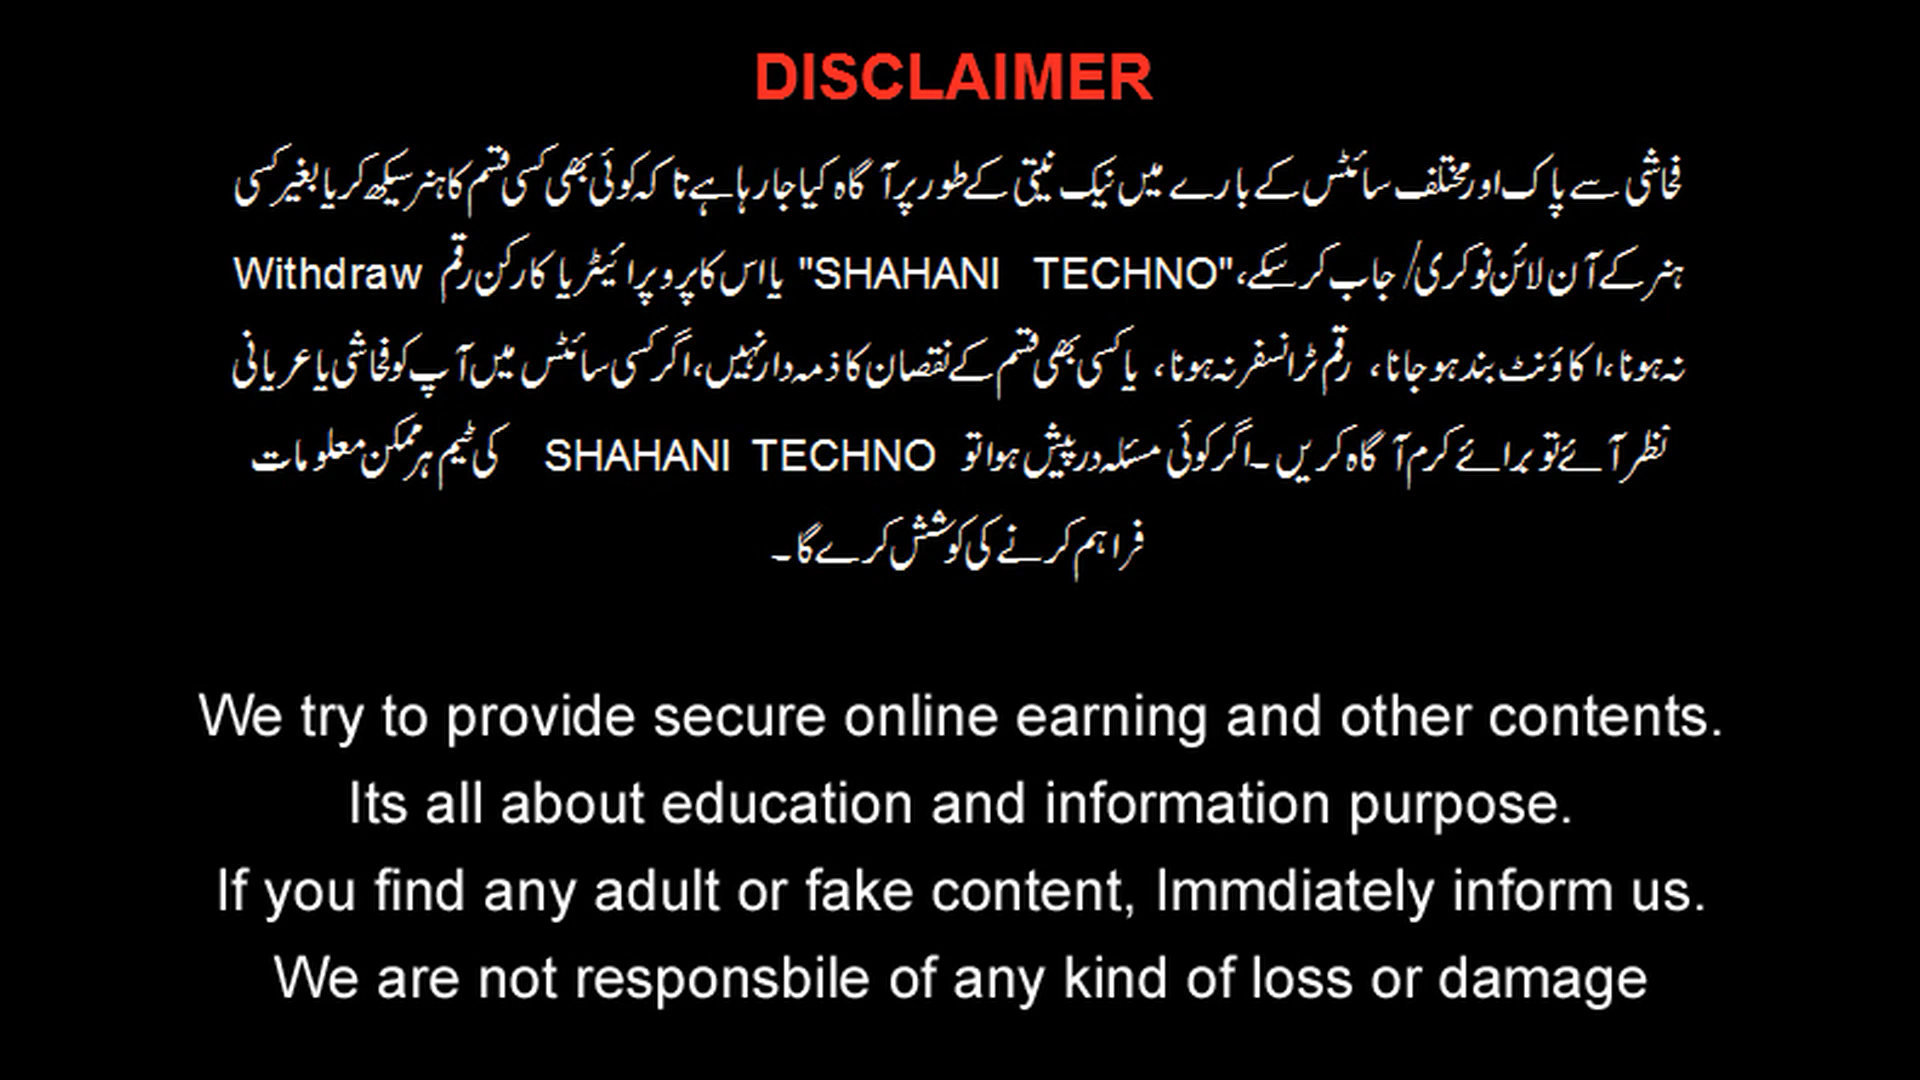 DISCLAIMER
فحاشی سے پاک اور مختلف سائٹس کے بارے میں نیک نیتی کے طور پر آگاہ کیا جارہا ہے تاکہ کوئی بھی کسی قسم کا ہنر سیکھ کر یا بغیر کسی
ہنر کے آن لائن نوکری/جاب کر سکے، "SHAHANI TECHNO" یا اس کا پروپرائیٹر یا کارکن رقم Withdraw
نہ ہونا، اکاؤنٹ بند ہو جانا، رقم ٹرانسفر نہ ہونا، یا کسی بھی قسم کے نقصان کا ذمہ دار نہیں، اگر کسی سائٹس میں آپ کو فحاشی یا عریانی
نظر آئے تو برائے کرم آگاہ کریں۔ اگر کوئی مسئلہ درپیش ہوا تو SHAHANI TECHNO کی ٹیم ہر ممکن معلومات
فراہم کرنے کی کوشش کرے گا۔
We try to provide secure online earning and other contents.
Its all about education and information purpose.
If you find any adult or fake content, Immdiately inform us.
We are not responsbile of any kind of loss or damage